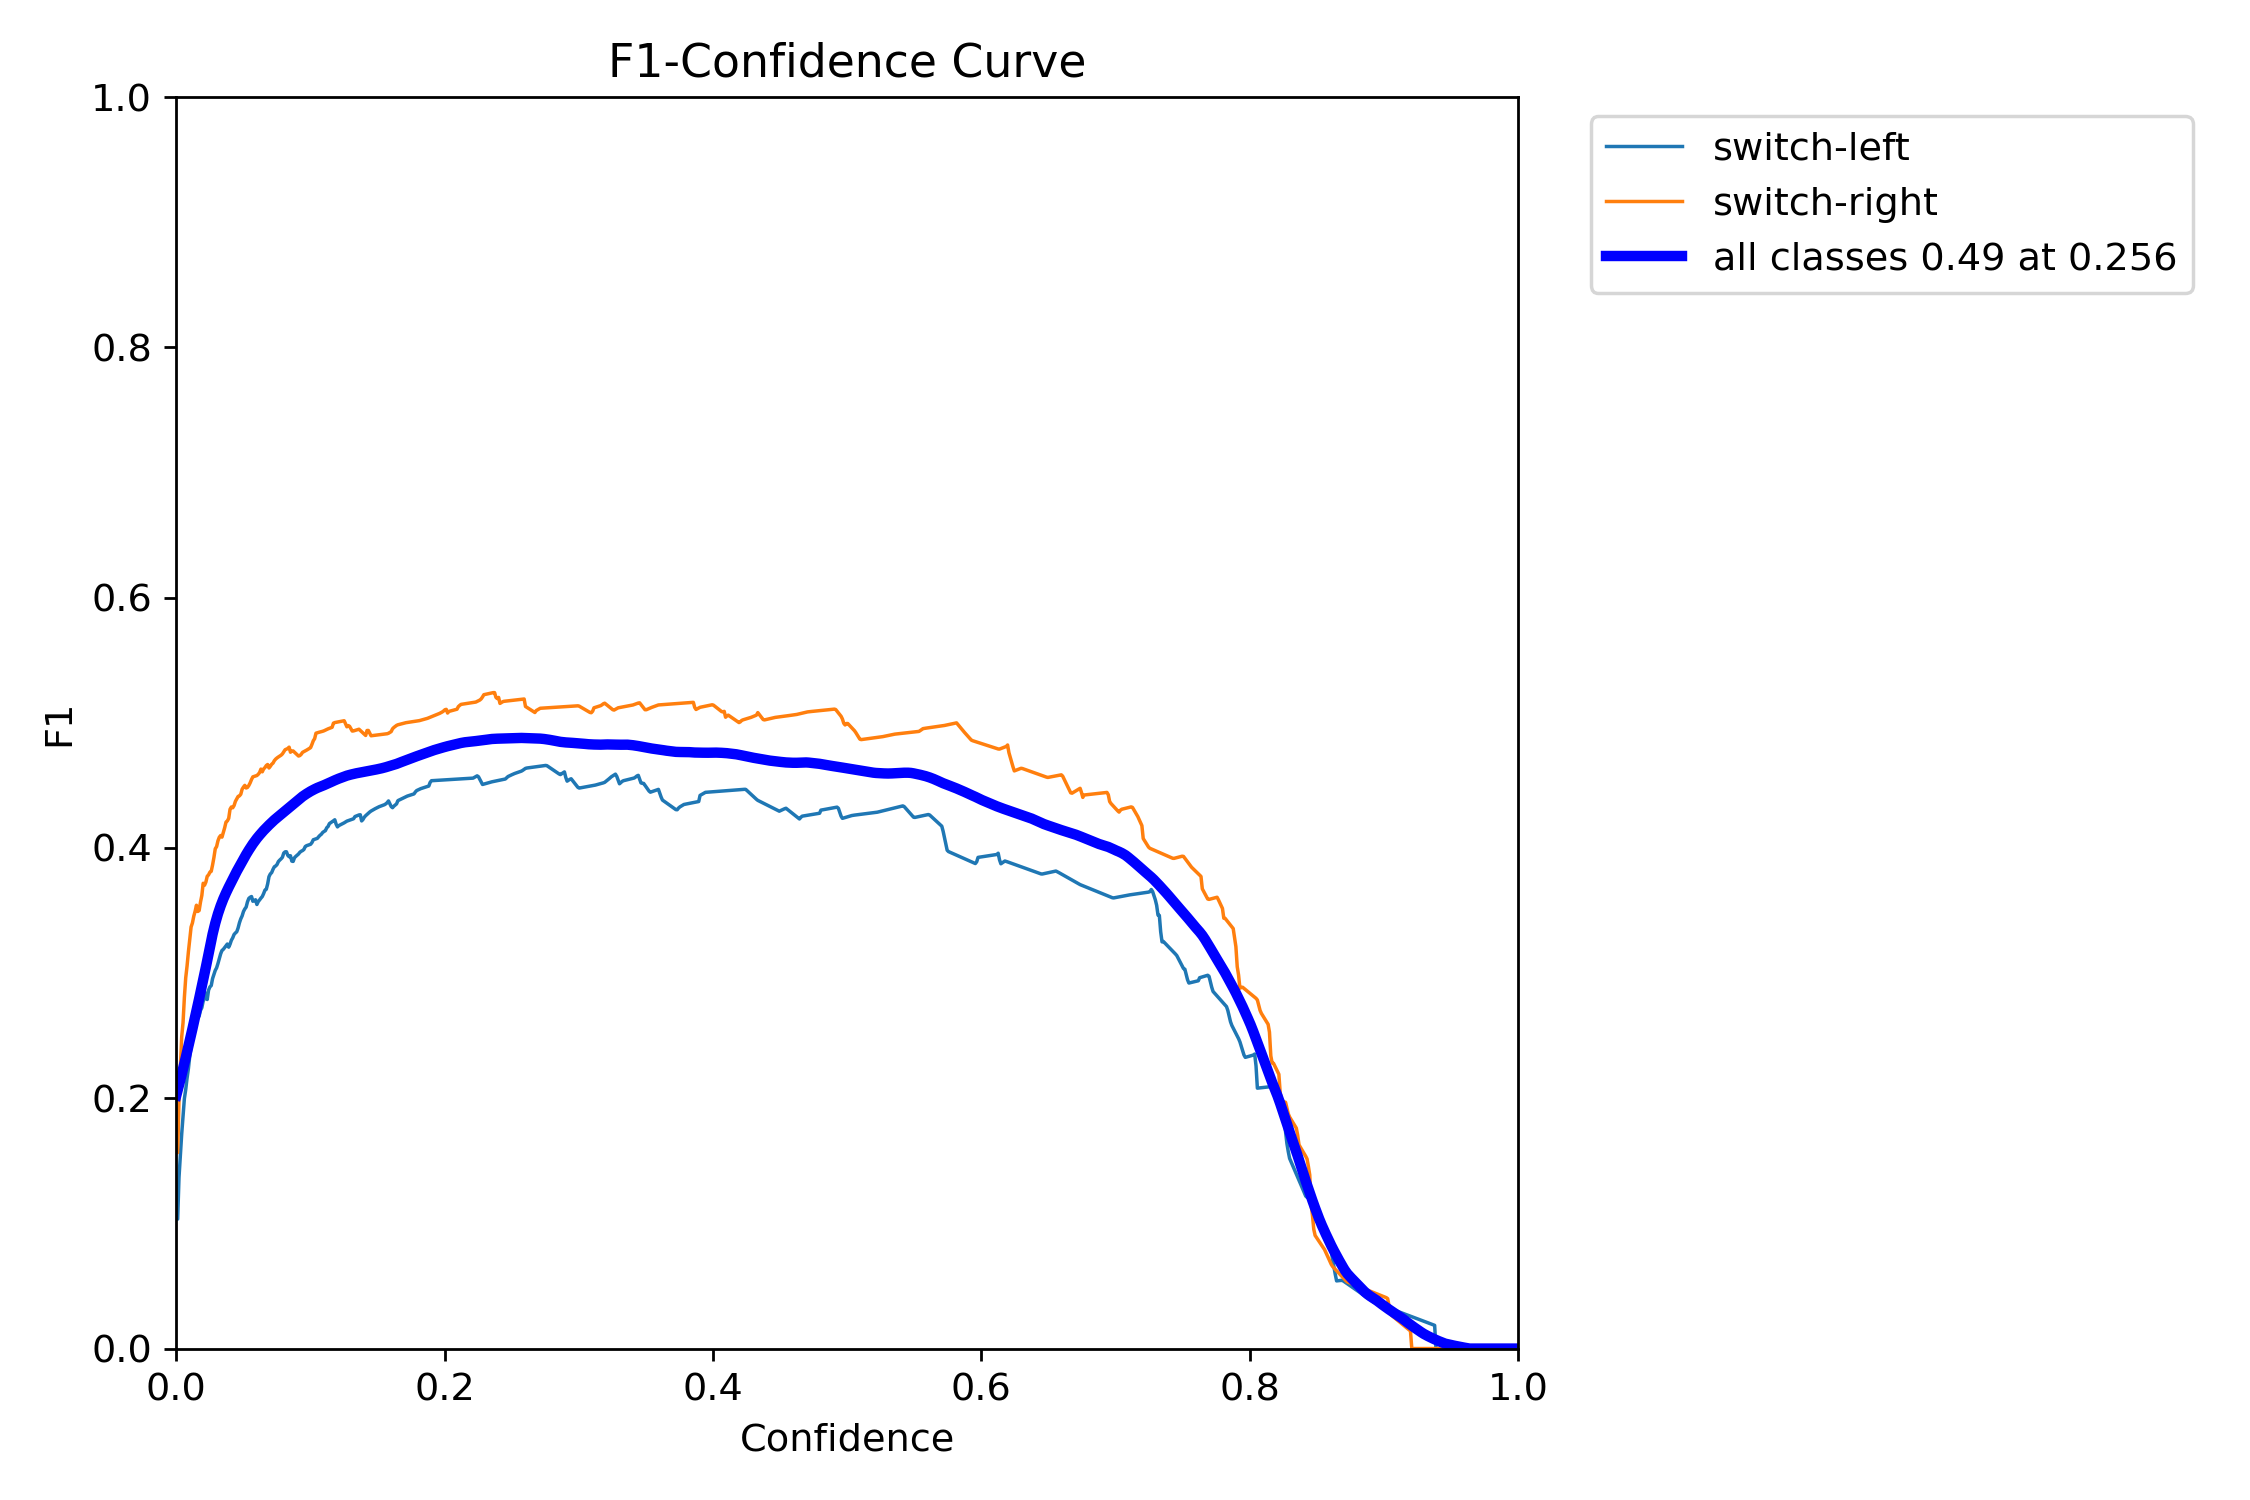 F1-Confidence Curve
1.0
0.8
0.6
0.4
0.2
0.0
F1
0.0 0.2 0.4 0.6 0.8 1.0
Confidence
switch-left
switch-right
all classes 0.49 at 0.256